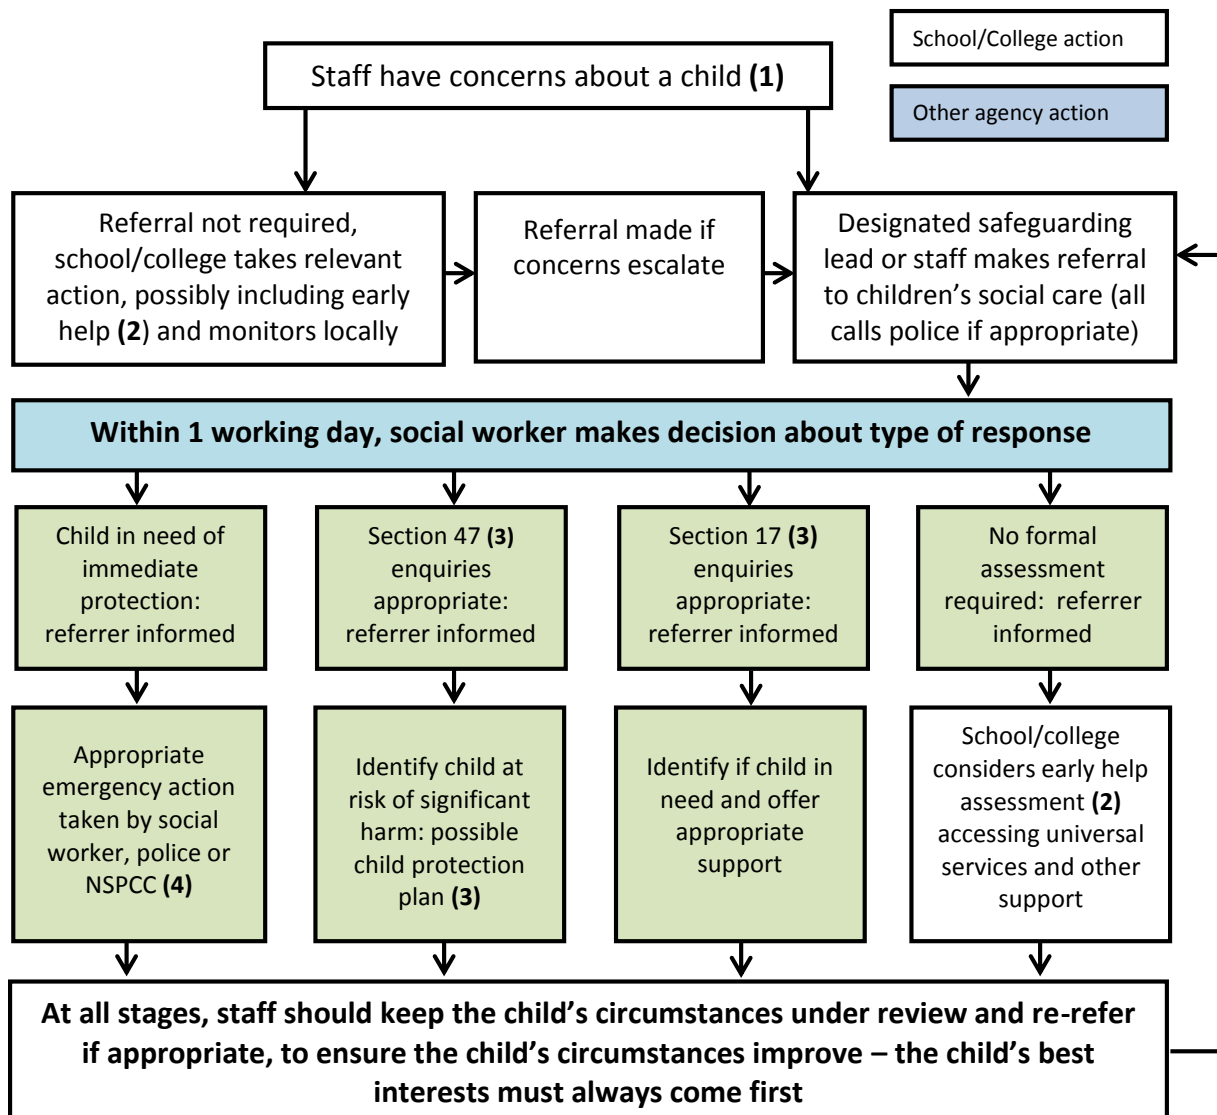 School/College action
Staff have concerns about a child (1)
Other agency action
Referral not required,
school/college takes relevant
action, possibly including early
help (2) and monitors locally
Referral made if
concerns escalate
Designated safeguarding
lead or staff makes referral
to children’s social care (all
calls police if appropriate)
Within 1 working day, social worker makes decision about type of response
Child in need of
immediate
protection:
referrer informed
Section 47 (3)
enquiries
appropriate:
referrer informed
Section 17 (3)
enquiries
appropriate:
referrer informed
No formal
assessment
required: referrer
informed
Appropriate
emergency action
taken by social
worker, police or
NSPCC (4)
Identify child at
risk of significant
harm: possible
child protection
plan (3)
Identify if child in
need and offer
appropriate
support
School/college
considers early help
assessment (2)
accessing universal
services and other
support
At all stages, staff should keep the child’s circumstances under review and re-refer
if appropriate, to ensure the child’s circumstances improve – the child’s best
interests must always come first